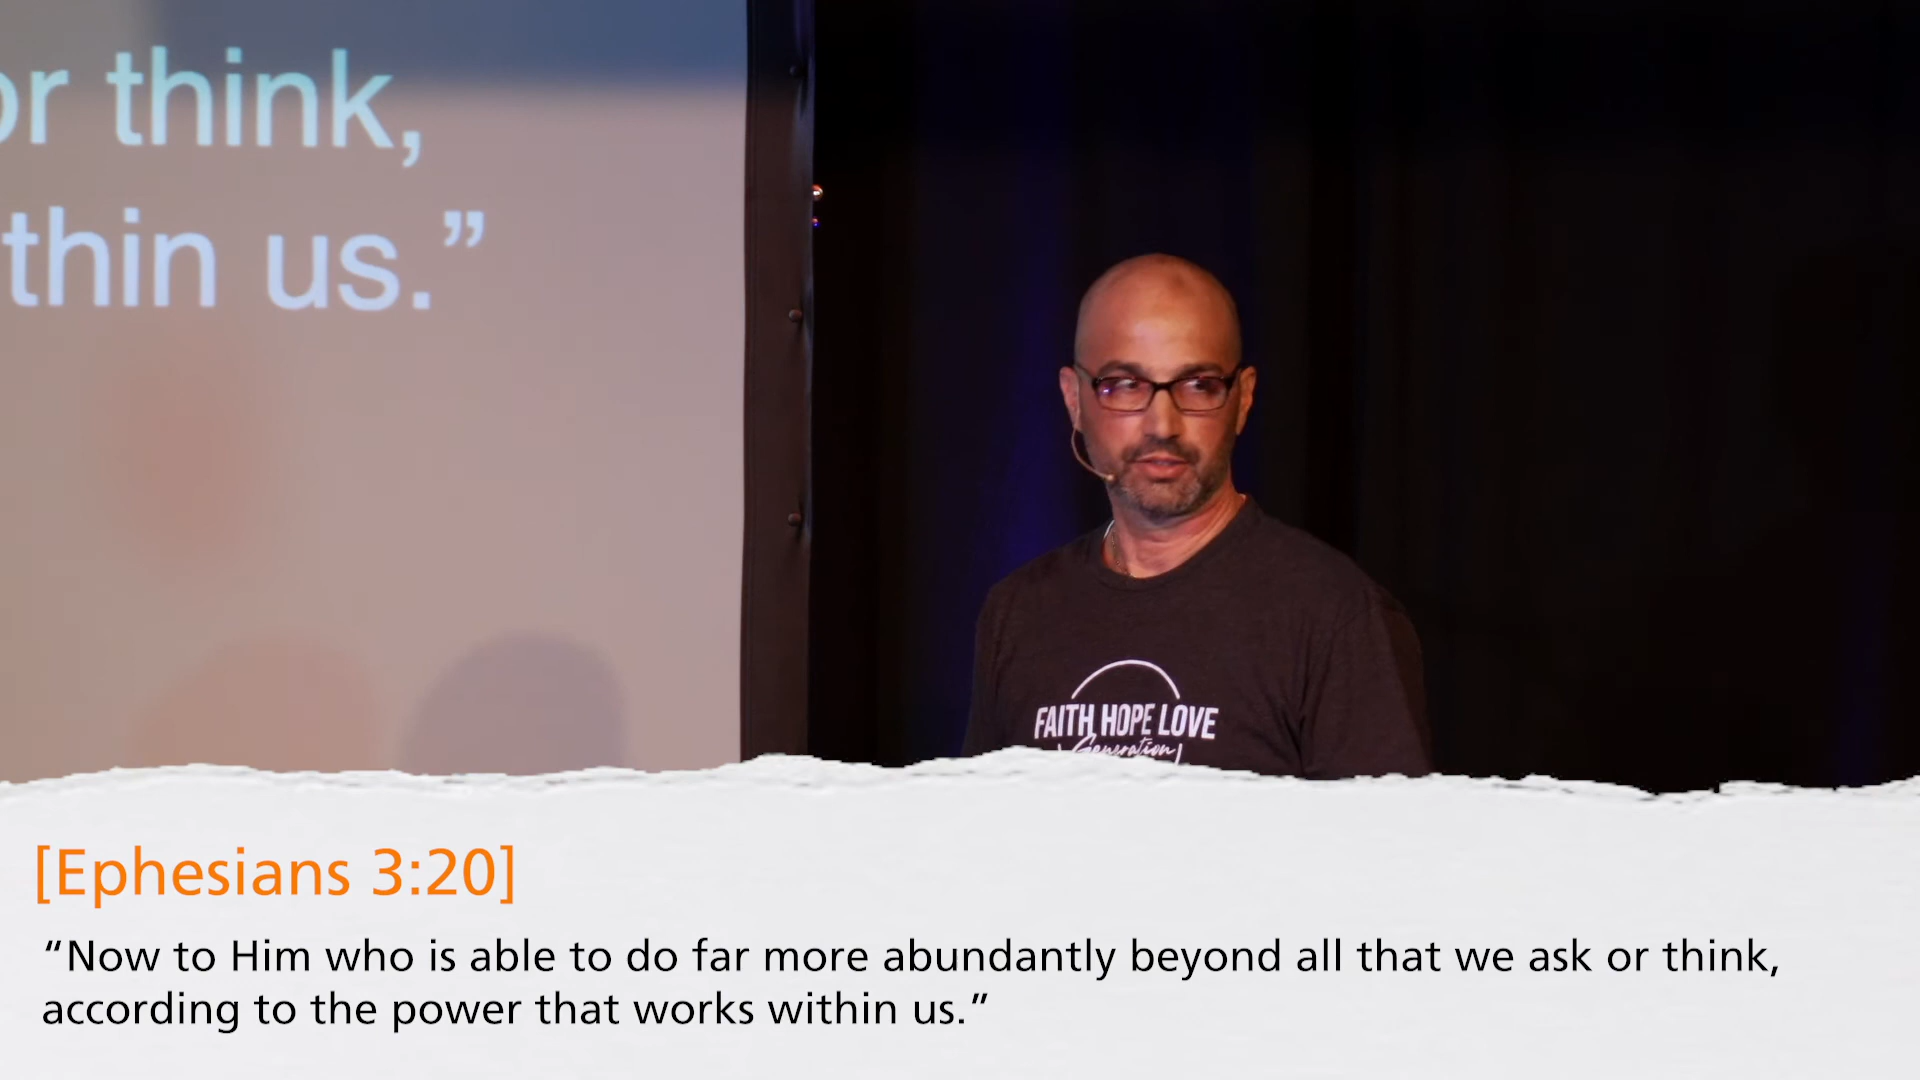 or think,
thin us.”
FAITH HOPE LOVE
Generation
[Ephesians 3:20]
“Now to Him who is able to do far more abundantly beyond all that we ask or think,
according to the power that works within us.”